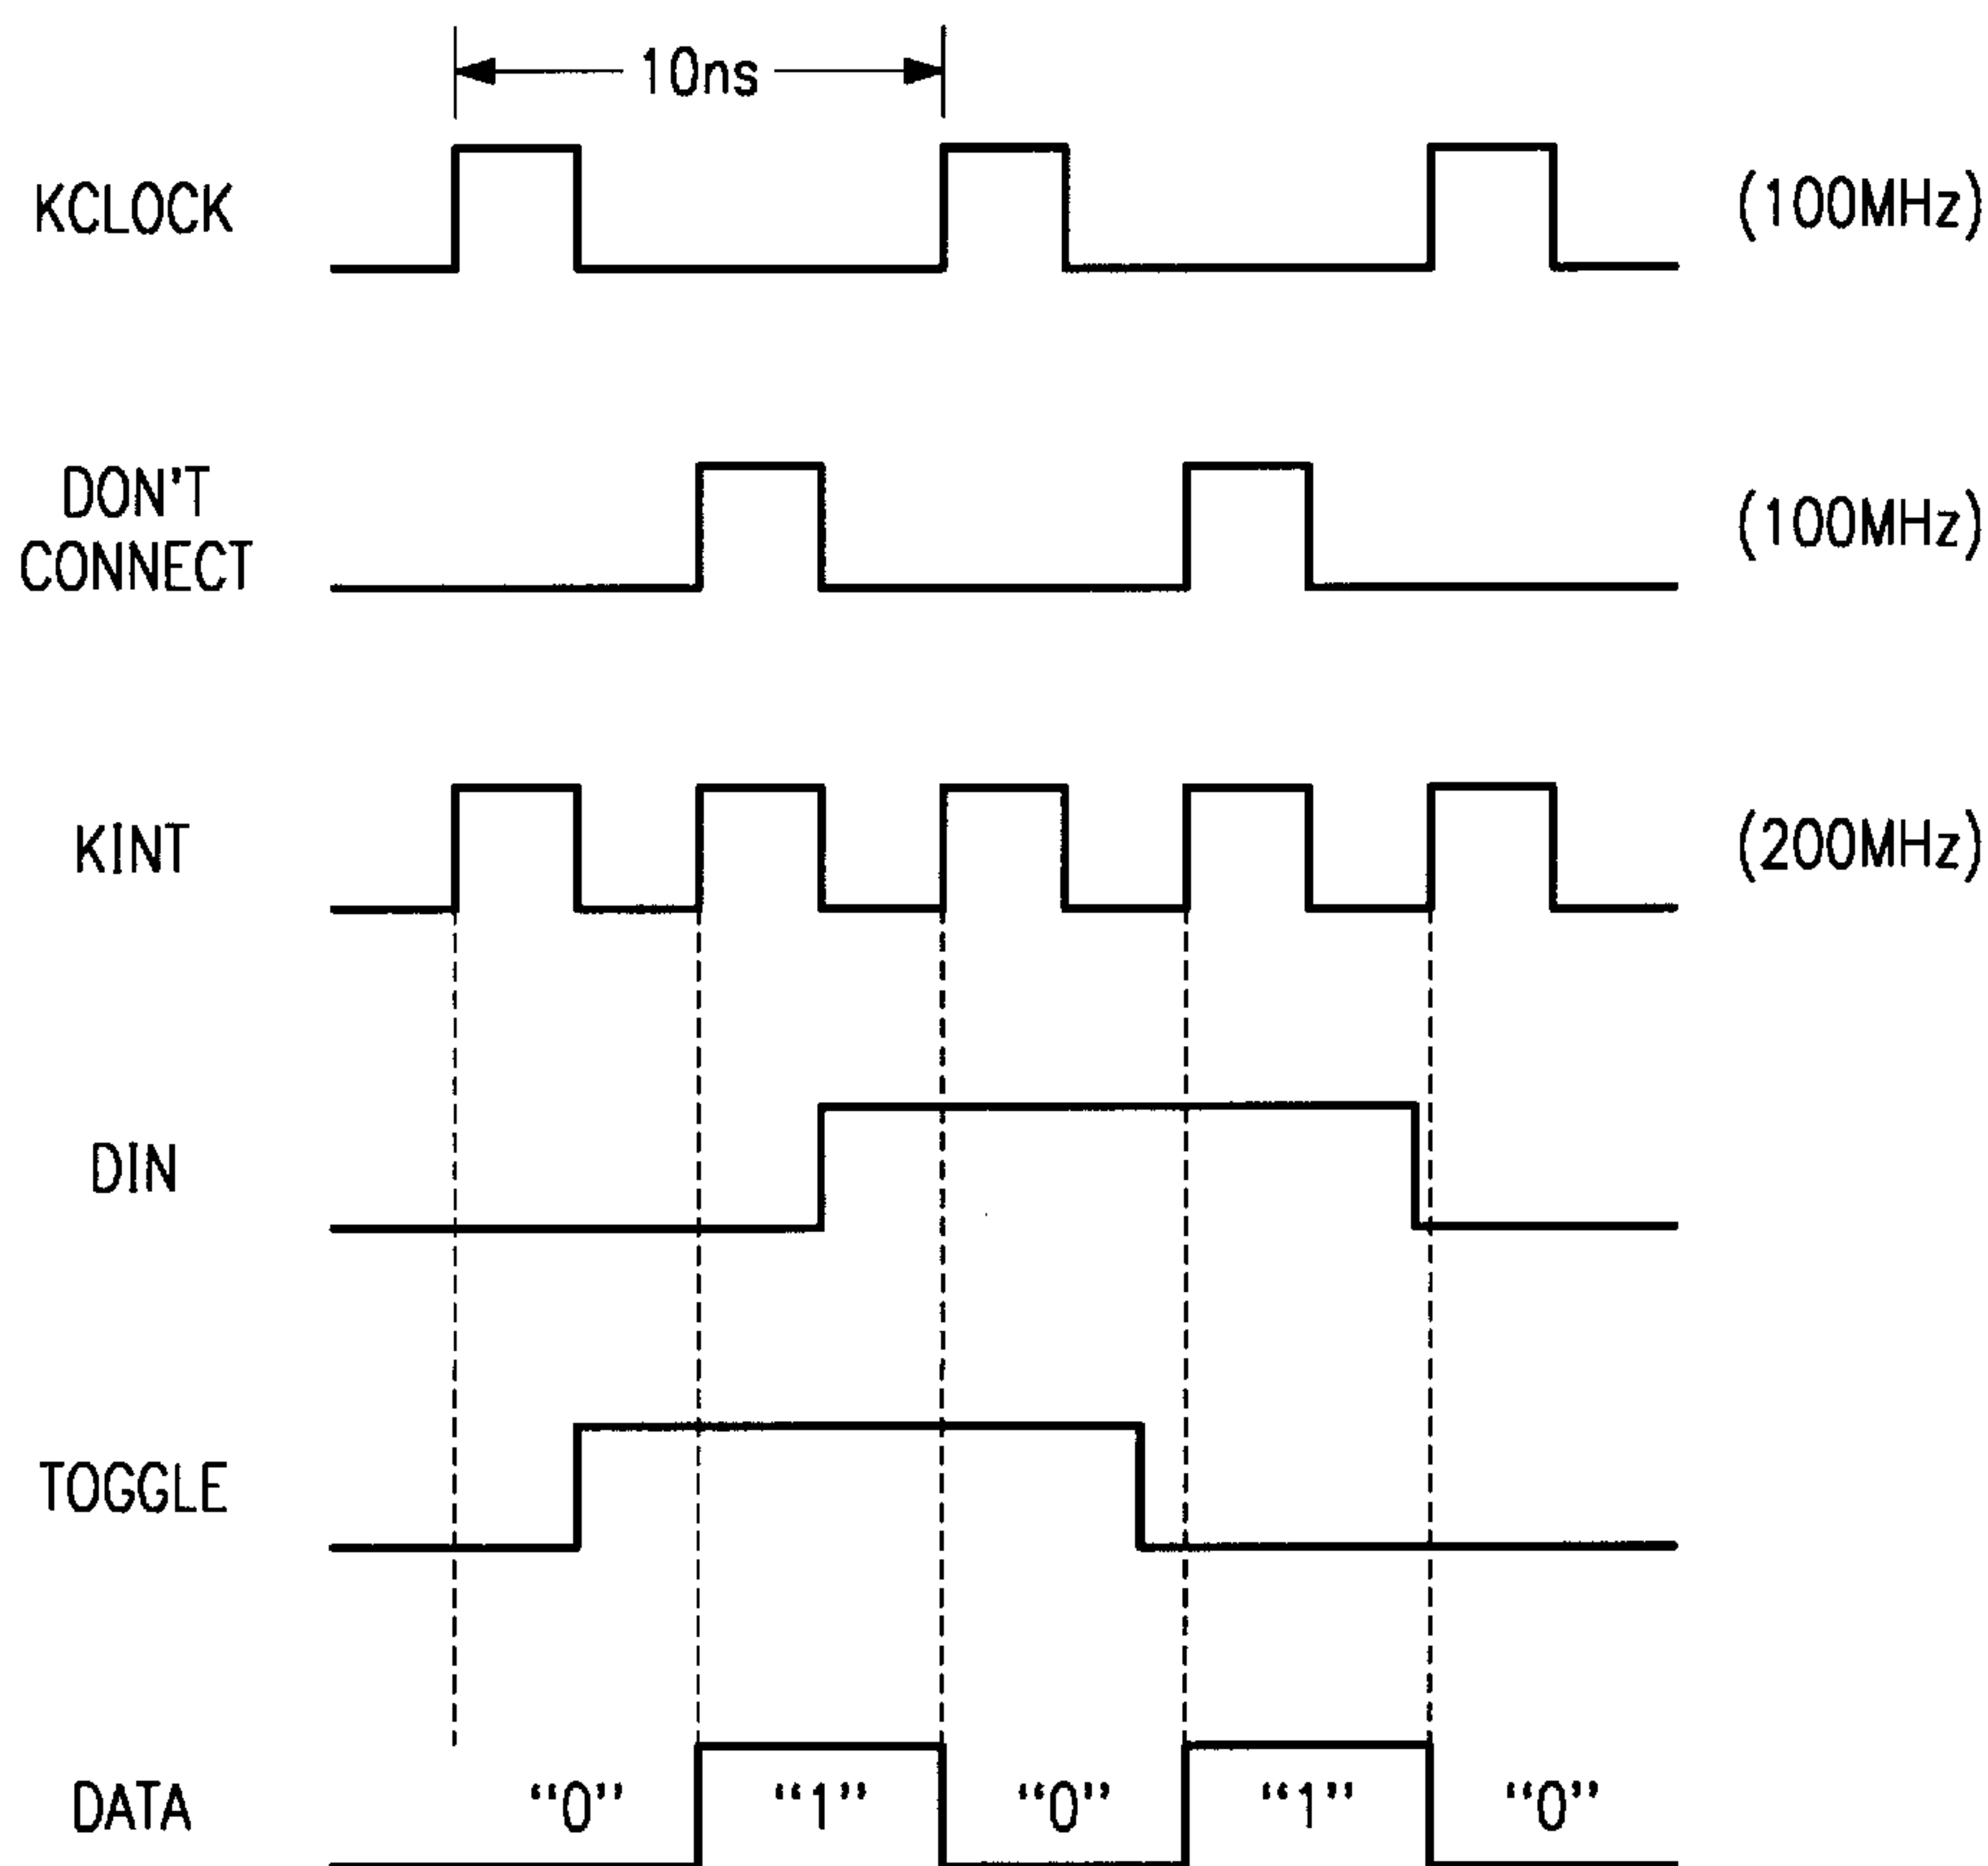 10ns
KCLOCK
(100MHz)
DON'T
CONNECT
(100MHz)
KINT
(200MHz)
DIN
TOGGLE
DATA
“0” “1” “0” “1” “0”